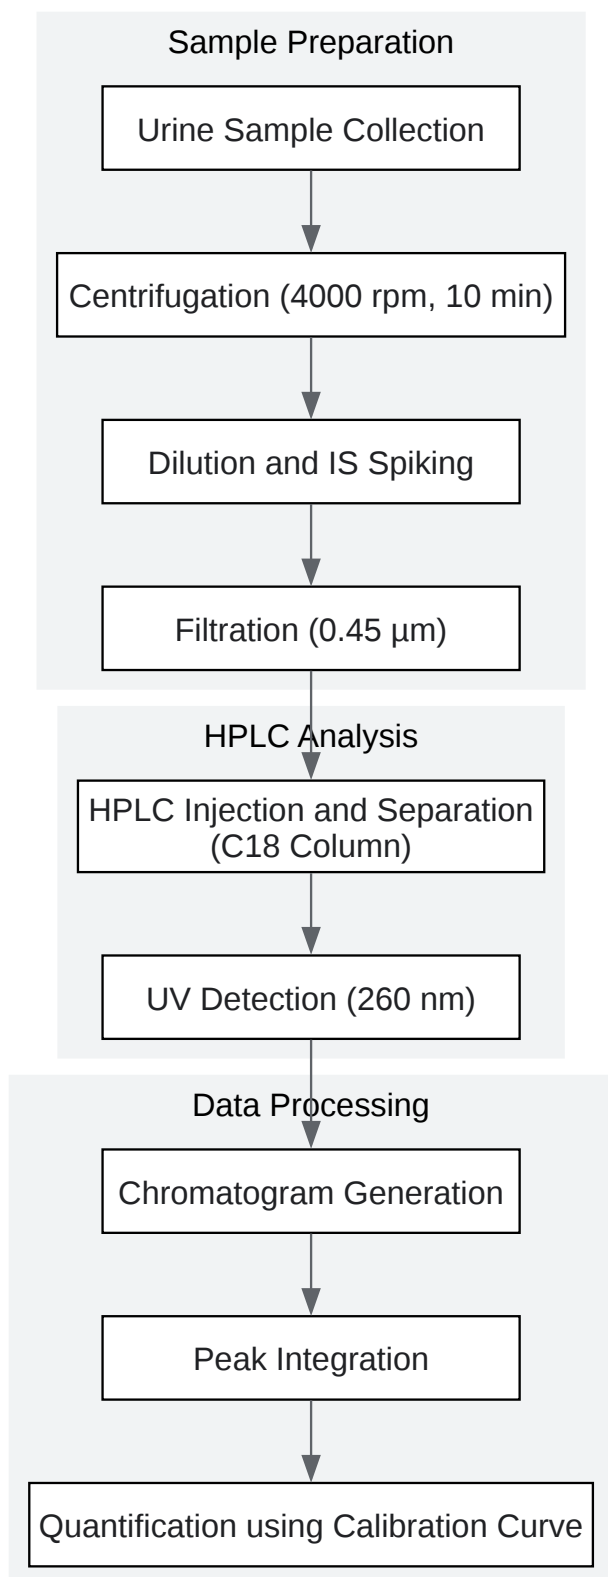 Sample Preparation
Urine Sample Collection
Centrifugation (4000 rpm, 10 min)
Dilution and IS Spiking
Filtration (0.45 µm)
HPLC Analysis
HPLC Injection and Separation
(C18 Column)
UV Detection (260 nm)
Data Processing
Chromatogram Generation
Peak Integration
Quantification using Calibration Curve